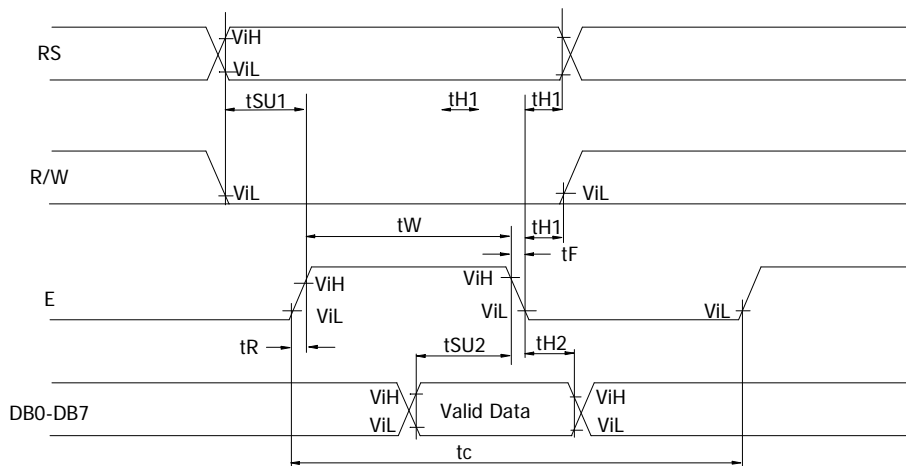 RS
ViH
ViL
tSU1
tH1
tH1
R/W
ViL
ViL
tW
tH1
tF
E
ViH
ViL
ViH
ViL
ViL
tR
tSU2
tH2
DB0-DB7
ViH
ViL
Valid Data
ViH
ViL
tc